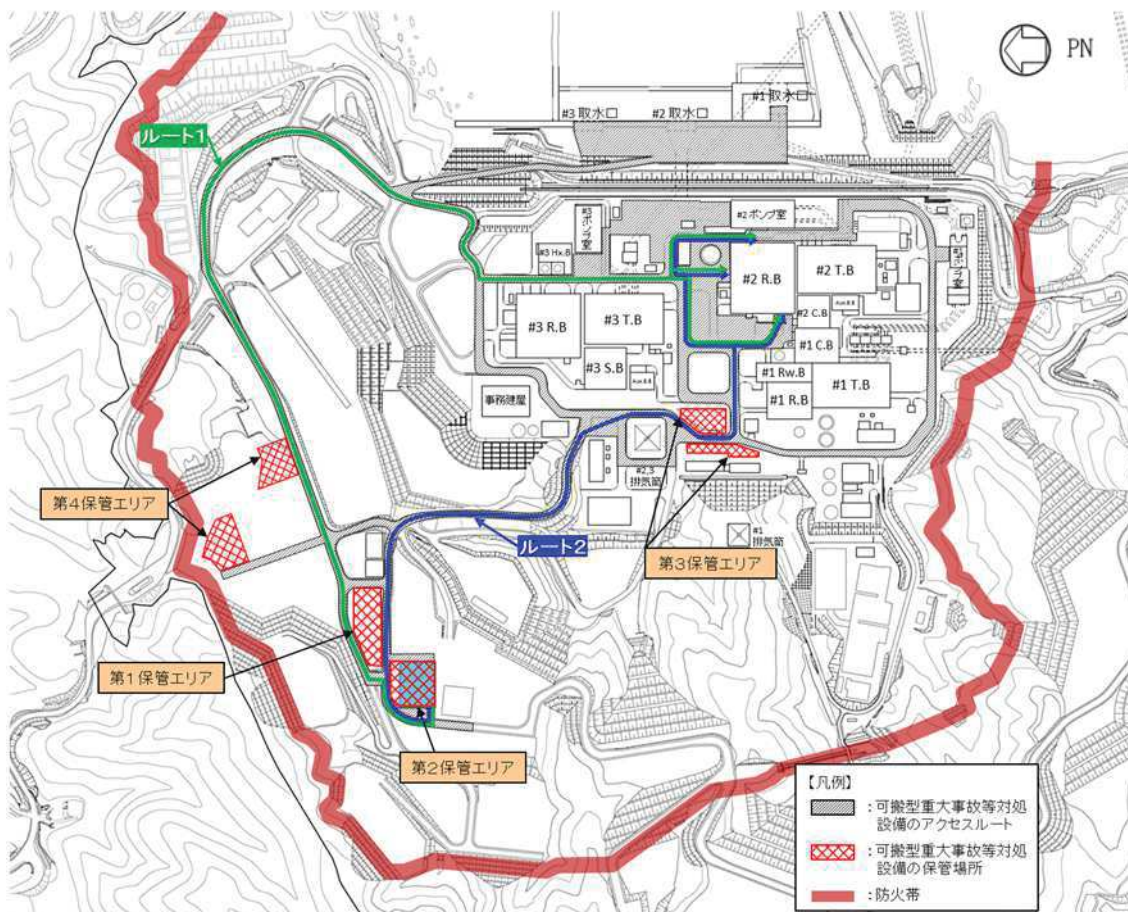 PN
#1 取水口
#3 取水口
#2 取水口
ルート1
#2 ポンプ室
#3 Hx.B
#2 R.B
#2 T.B
#3 R.B
#3 T.B
#2 C.B
#1 C.B
#3 S.B
#1 Rw.B
#1 R.B
#1 T.B
事務建屋
#2,3
排気筒
第4保管エリア
ルート2
#1
排気筒
第3保管エリア
第1保管エリア
第2保管エリア
【凡例】
:可搬型重大事故等対処
設備のアクセスルート
:可搬型重大事故等対処
設備の保管場所
:防火帯